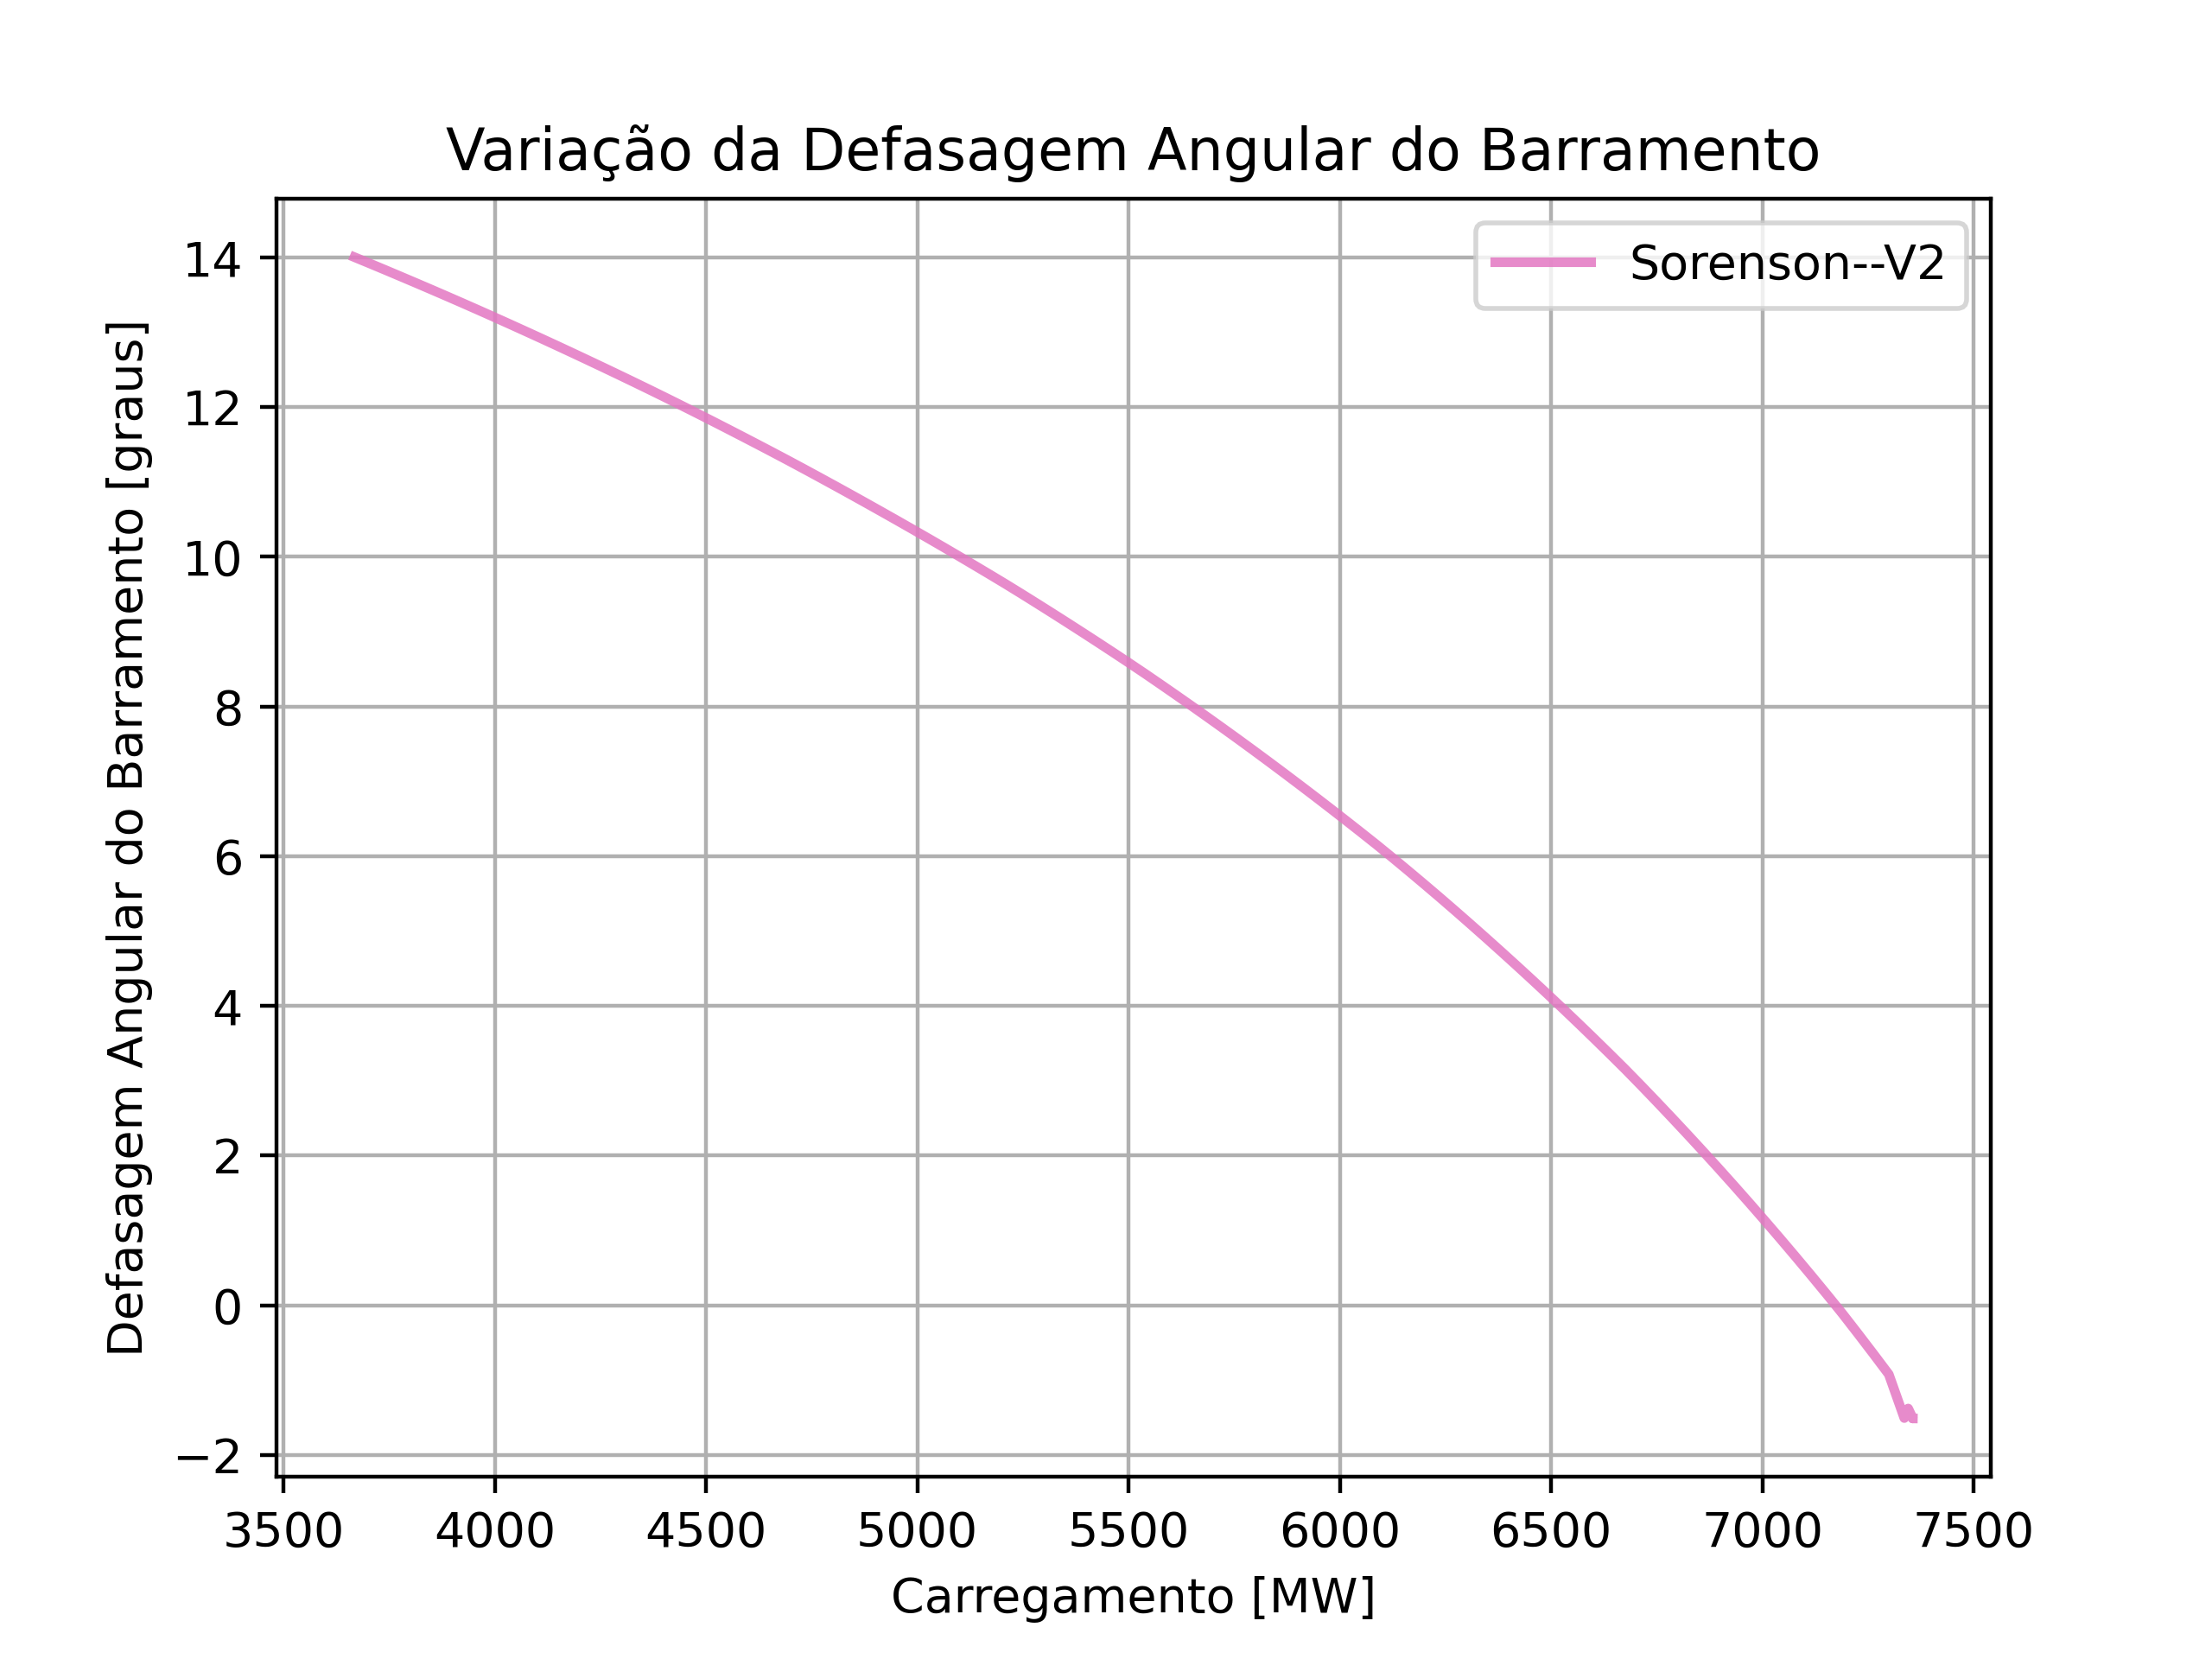 Variação da Defasagem Angular do Barramento
Sorenson--V2
Defasagem Angular do Barramento [graus]
14
12
10
8
6
4
2
0
−2
3500 4000 4500 5000 5500 6000 6500 7000 7500
Carregamento [MW]